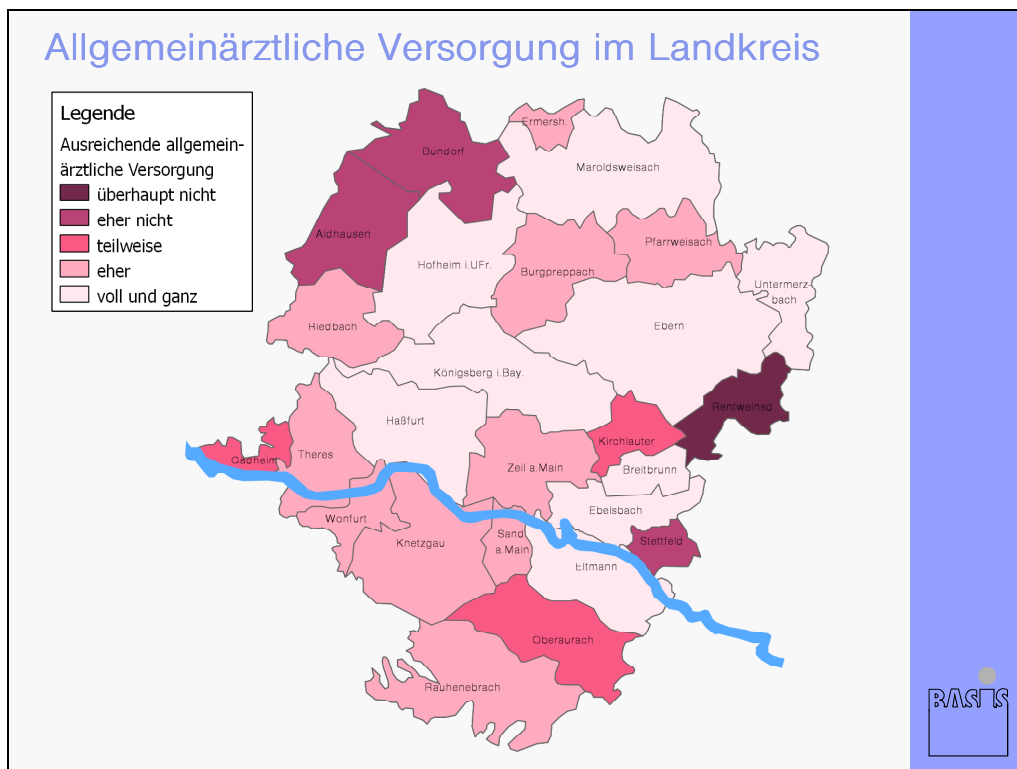 Allgemeinärztliche Versorgung im Landkreis
Legende
Ausreichende allgemein-
ärztliche Versorgung
überhaupt nicht
eher nicht
teilweise
eher
voll und ganz
Ermersh.
Bundorf
Maroldsweisach
Aidhausen
Pfarrweisach
Hofheim i.UFr.
Burgpreppach
Untermerz-
bach
Riedbach
Ebern
Königsberg i.Bay.
Rentweinsd.
Haßfurt
Kirchlauter
Gädheim
Theres
Zeil a.Main
Breitbrunn
Ebelsbach
Wonfurt
Sand
a.Main
Knetzgau
Stettfeld
Eltmann
Oberaurach
Rauhenebrach
BASIS